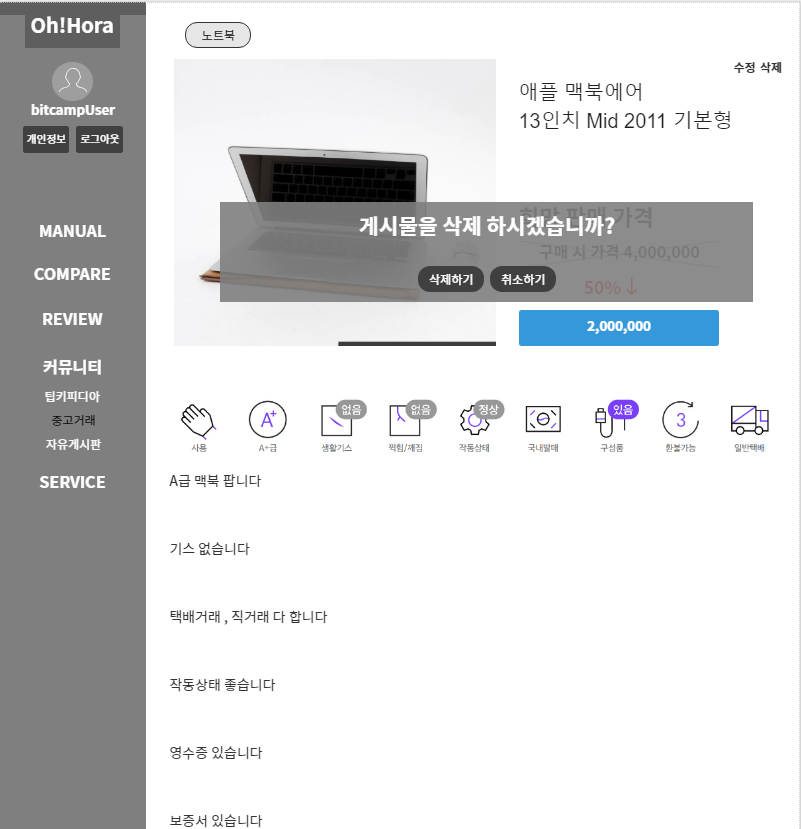 Oh!Hora
bitcampUser
개인정보 로그아웃
MANUAL
COMPARE
REVIEW
커뮤니티
팁키피디아
중고거래
자유게시판
SERVICE
노트북
수정 삭제
애플 맥북에어
13인치 Mid 2011 기본형
희망 판매 가격
구매 시 가격 4,000,000
50% ↓
게시물을 삭제 하시겠습니까?
삭제하기 취소하기
2,000,000
A+ 없음 없음 정상 있음 3
사용 A+급 생활기스 찍힘/깨짐 작동상태 국내발매 구성품 환불가능 일반택배
A급 맥북 팝니다
기스 없습니다
택배거래 , 직거래 다 합니다
작동상태 좋습니다
영수증 있습니다
보증서 있습니다